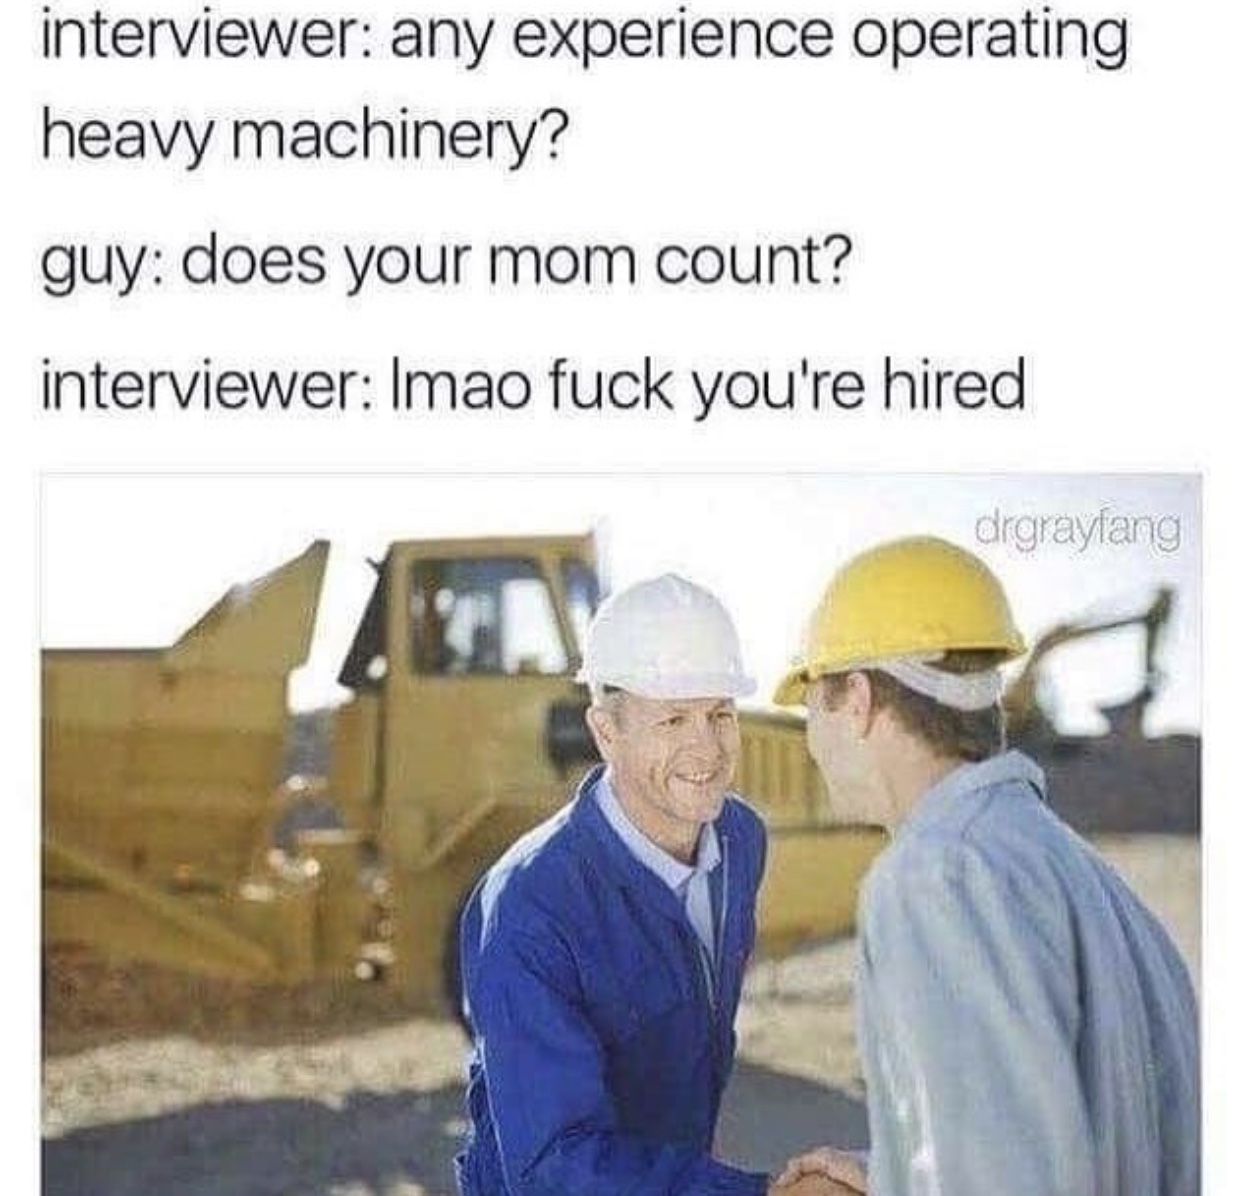 interviewer: any experience operating
heavy machinery?
guy: does your mom count?
interviewer: lmao fuck you're hired
drgrayfang